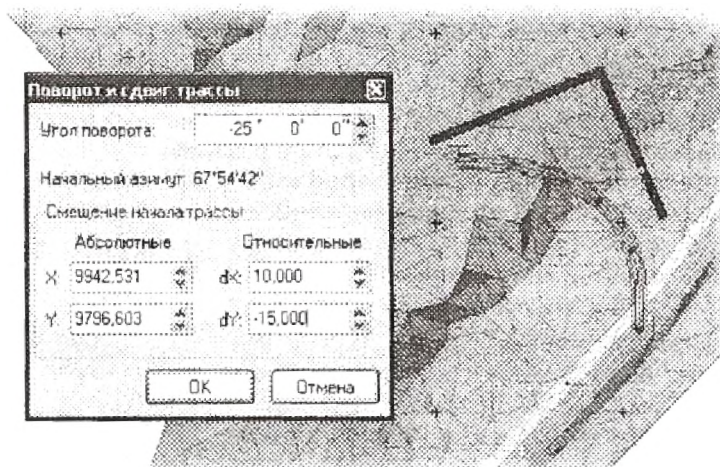 Поворот и сдвиг трассы
Угол поворота: -25° 0' 0"
Начальный азимут: 67°54'42"
Смещение начала трассы
Абсолютные Относительные
X: 9942,531 dX: 10,000
Y: 9796,603 dY: -15,000
OK Отмена